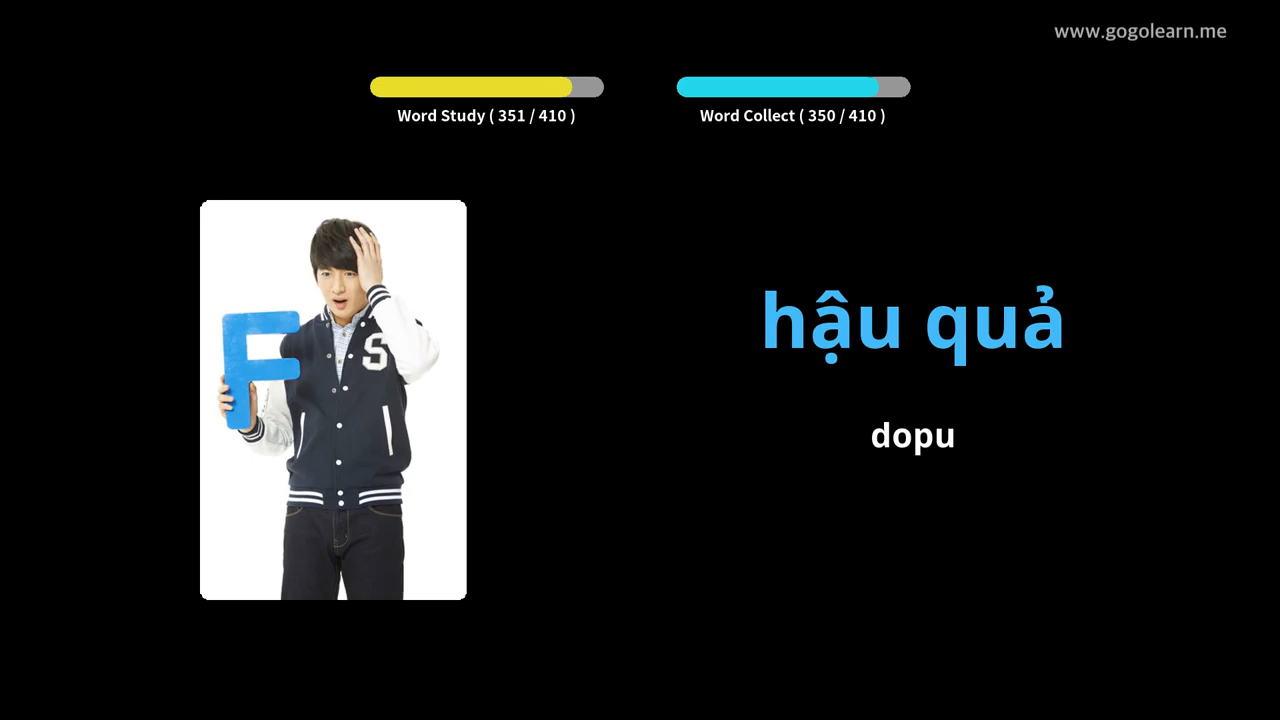 www.gogolearn.me
Word Study ( 351 / 410 )
Word Collect ( 350 / 410 )
F
S
hậu quả
dopu